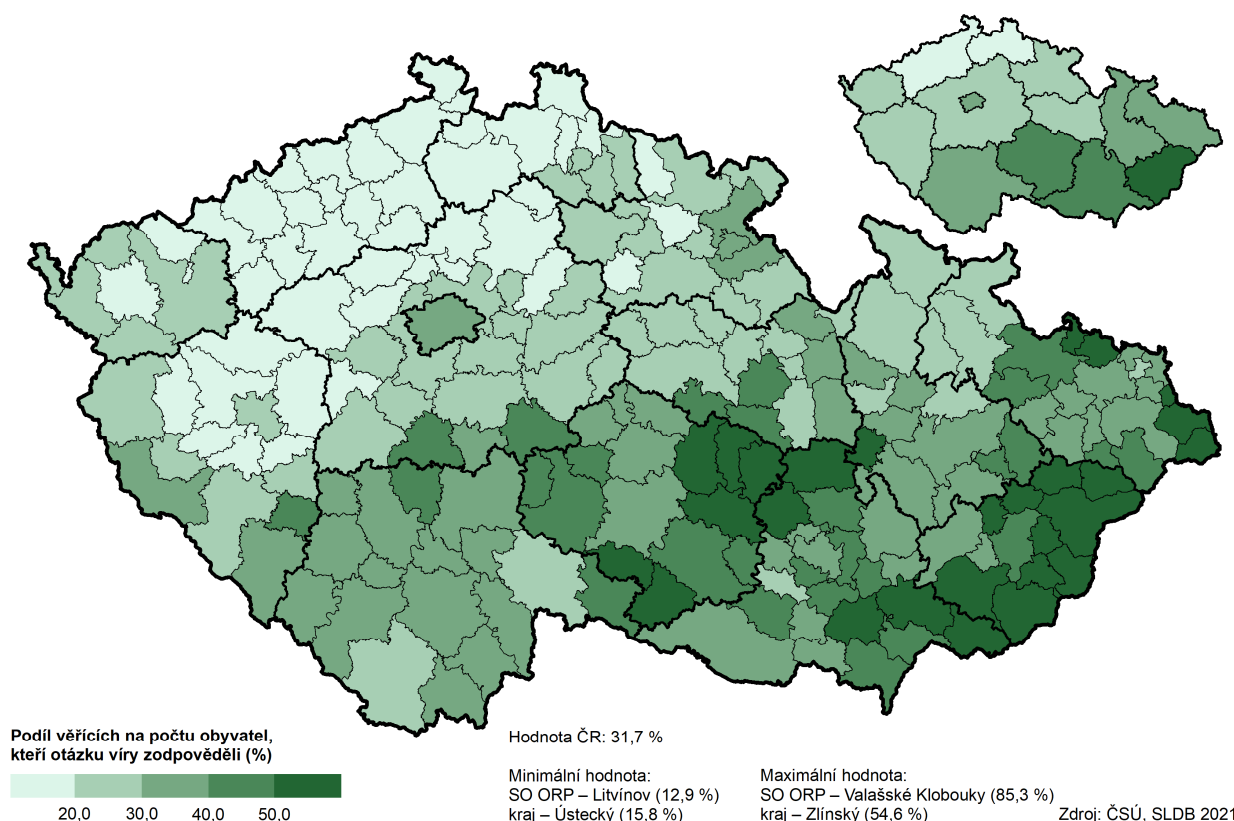 Podíl věřících na počtu obyvatel,
kteří otázku víry zodpověděli (%)
20,0 30,0 40,0 50,0
Hodnota ČR: 31,7 %
Minimální hodnota:
SO ORP – Litvínov (12,9 %)
kraj – Ústecký (15,8 %)
Maximální hodnota:
SO ORP – Valašské Klobouky (85,3 %)
kraj – Zlínský (54,6 %)
Zdroj: ČSÚ, SLDB 2021